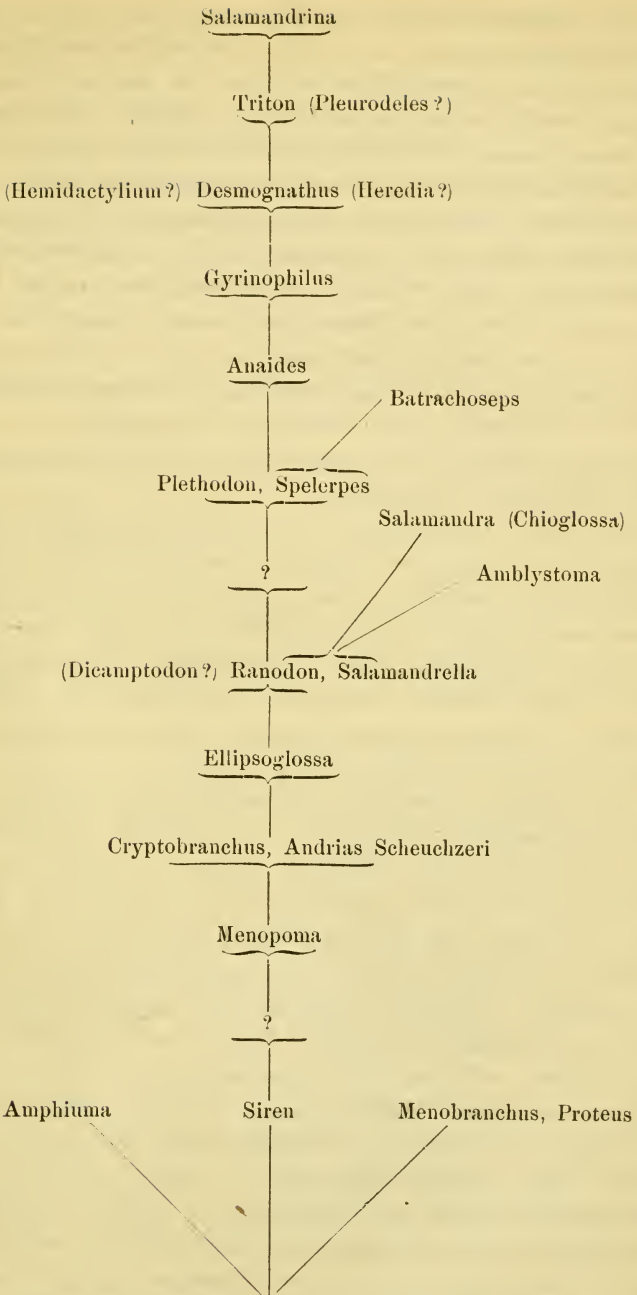 Salamandrina
Triton (Pleurodeles?)
(Hemidactylium?) Desmognathus (Heredia?)
Gyrinophilus
Anaides
Batrachoseps
Plethodon, Spelerpes
Salamandra (Chioglossa)
?
Amblystoma
(Dicamptodon?) Ranodon, Salamandrella
Ellipsoglossa
Cryptobranchus, Andrias Scheuchzeri
Menopoma
?
Amphiuma Siren Menobranchus, Proteus